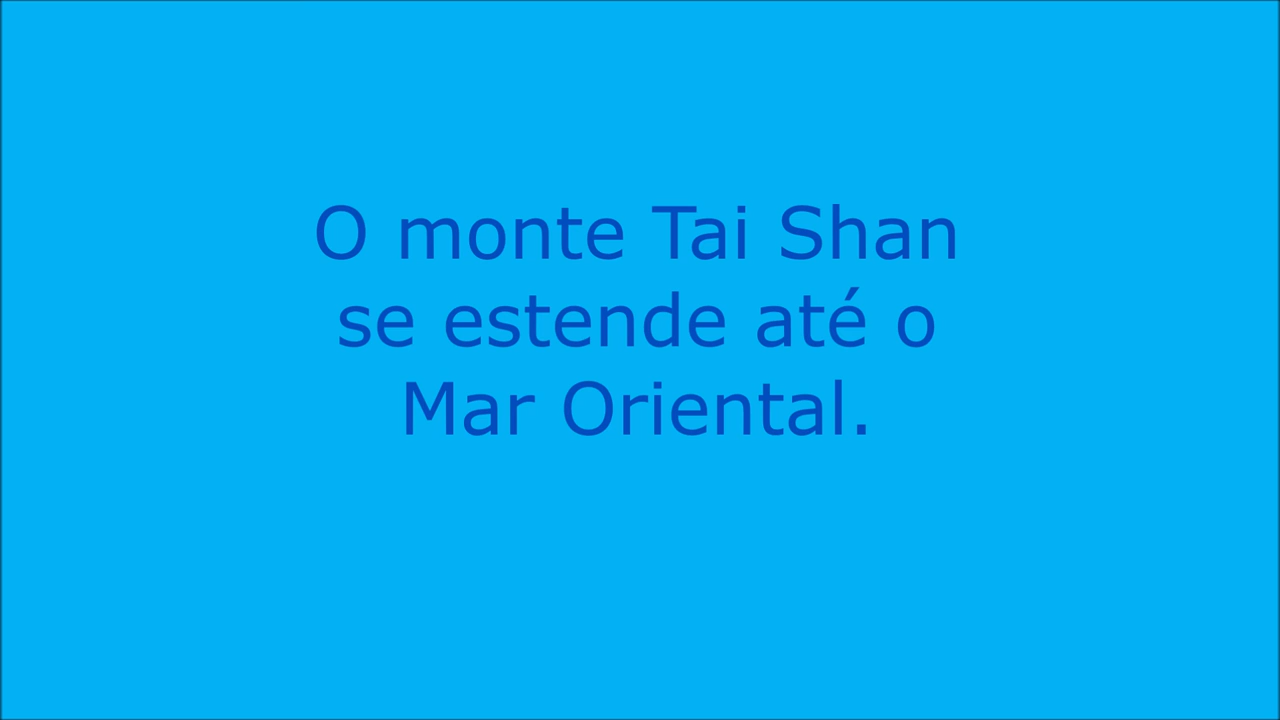 O monte Tai Shan
se estende até o
Mar Oriental.